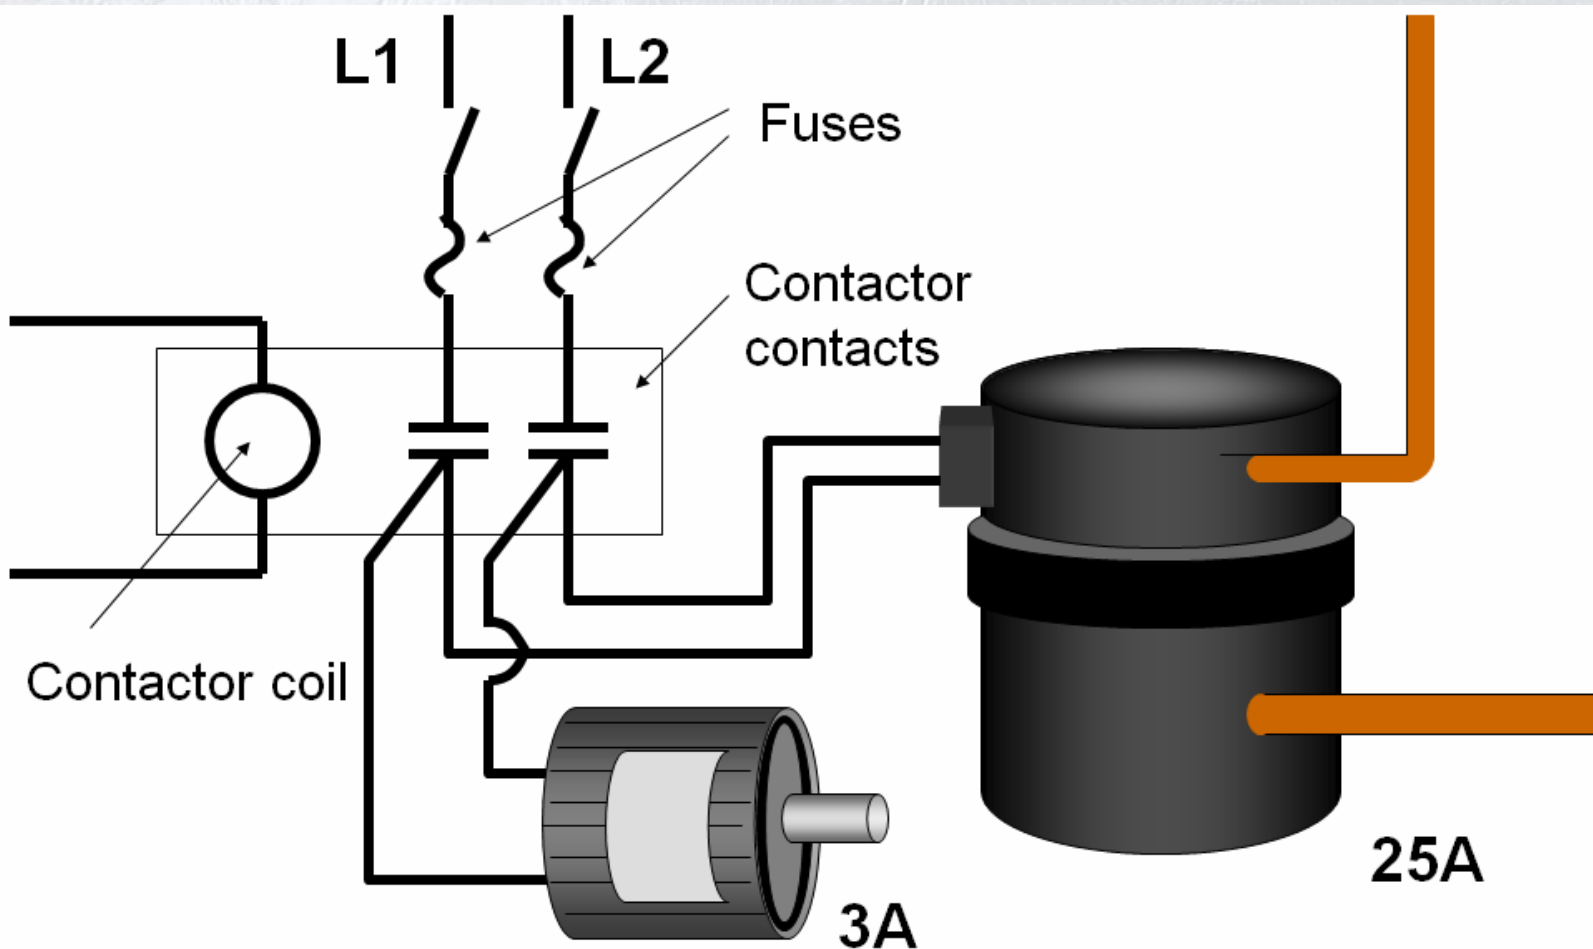 L1
L2
Fuses
Contactor
contacts
Contactor coil
25A
3A